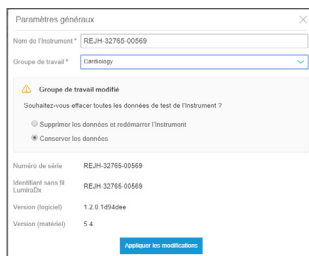 Paramètres généraux
Nom de l'Instrument * REJH-32765-00569
Groupe de travail * Cardiology
Groupe de travail modifié
Souhaitez-vous effacer toutes les données de test de l'Instrument ?
Supprimer les données et redémarrer l'Instrument
Conserver les données
Numéro de série REJH-32765-00569
Identifiant sans fil LumiraDx REJH-32765-00569
Version (logiciel) 1.2.0.1d94dee
Version (matériel) 5.4
Appliquer les modifications